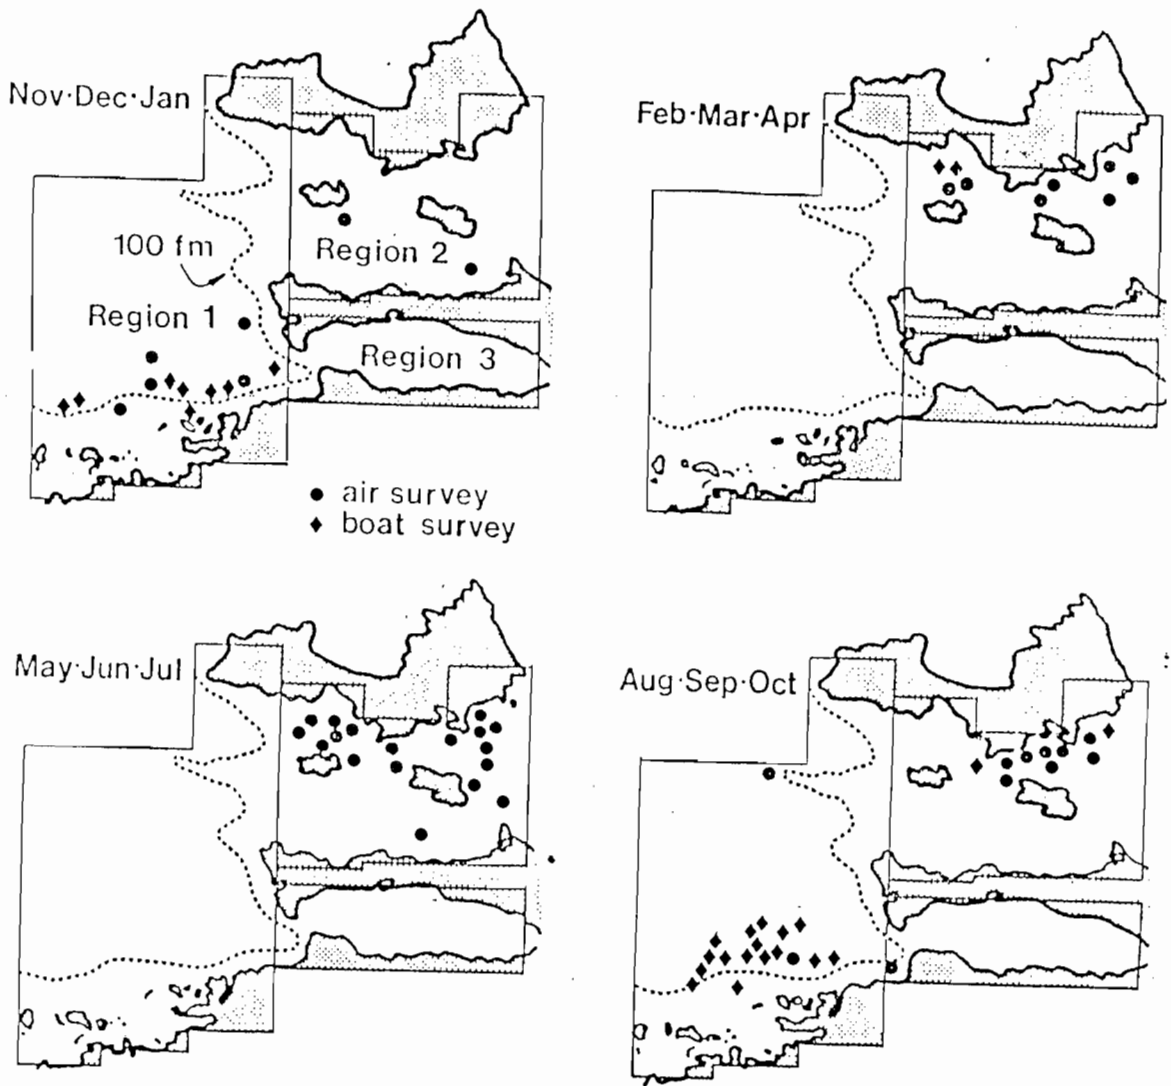 Nov·Dec·Jan
Feb·Mar·Apr
100 fm
Region 2
Region 1
Region 3
● air survey
♦ boat survey
May·Jun·Jul
Aug·Sep·Oct